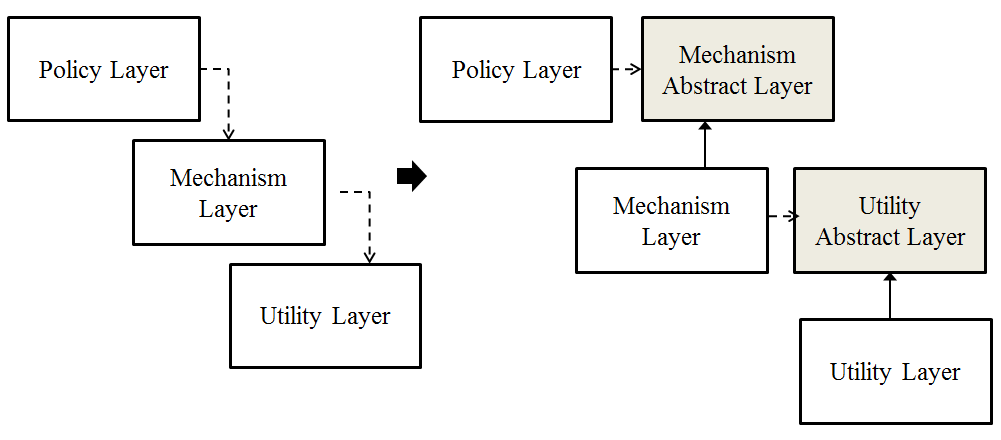 Policy Layer
Mechanism
Layer
Utility Layer
Policy Layer
Mechanism
Abstract Layer
Mechanism
Layer
Utility
Abstract Layer
Utility Layer